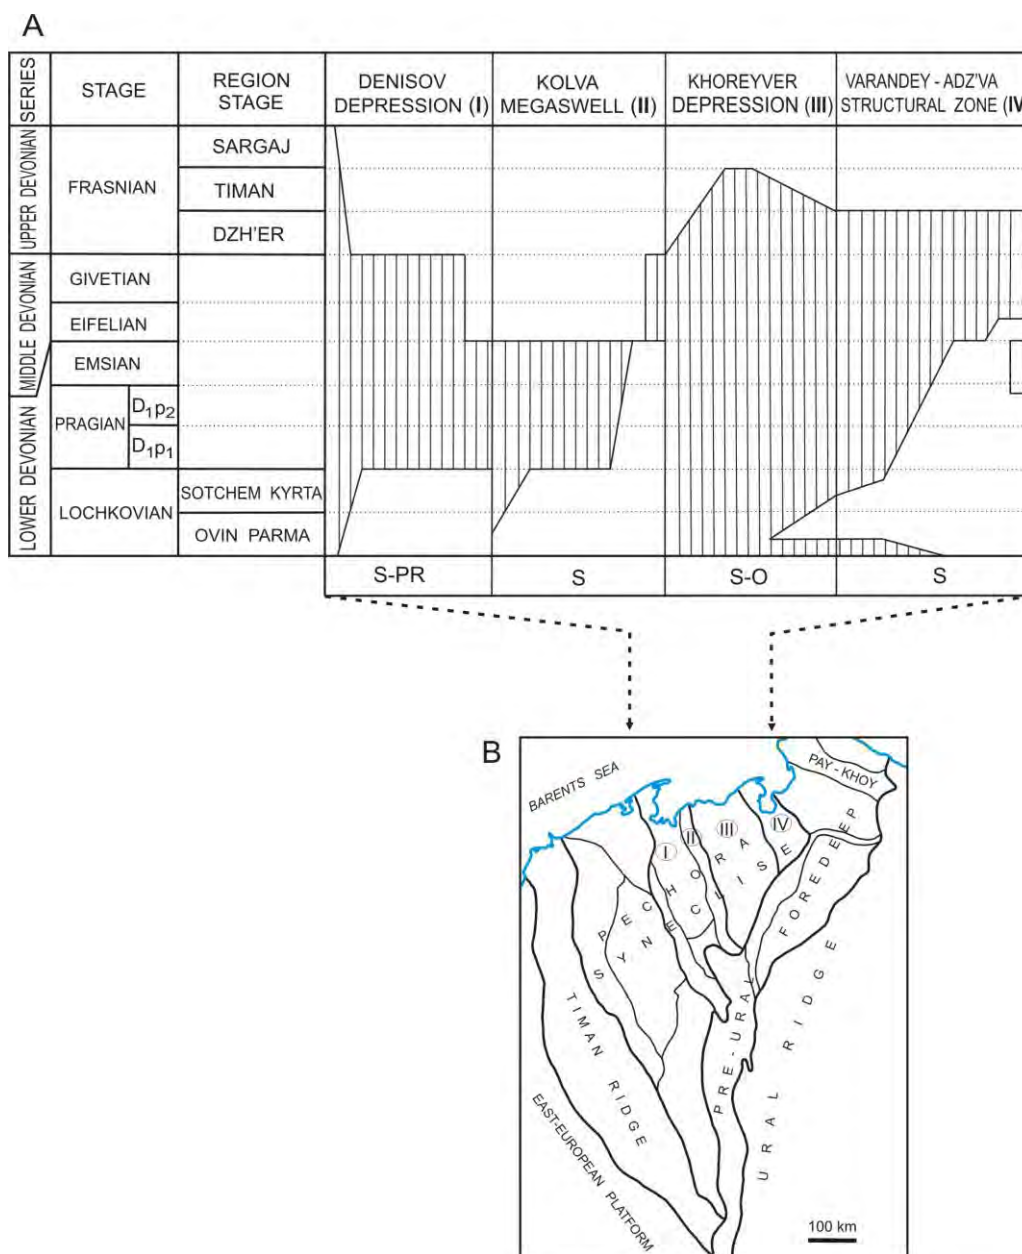 A
SERIES
STAGE
REGION
STAGE
DENISOV
DEPRESSION (I)
KOLVA
MEGASWELL (II)
KHOREYVER
DEPRESSION (III)
VARANDEY - ADZ'VA
STRUCTURAL ZONE (IV
UPPER DEVONIAN
FRASNIAN
SARGAJ
TIMAN
DZH'ER
MIDDLE DEVONIAN
GIVETIAN
EIFELIAN
EMSIAN
LOWER DEVONIAN
PRAGIAN
D1p2
D1p1
LOCHKOVIAN
SOTCHEM KYRTA
OVIN PARMA
S-PR
S
S-O
S
B
BARENTS SEA
PAY - KHOY
I
II
III
IV
PECHORA
SYNECLISE
FOREDEEP
PRE-URAL
URAL RIDGE
TIMAN RIDGE
EAST-EUROPEAN PLATFORM
100 km